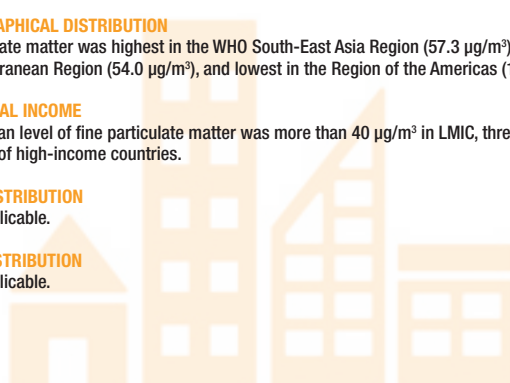 APHICAL DISTRIBUTION
ate matter was highest in the WHO South-East Asia Region (57.3 µg/m³)
ranean Region (54.0 µg/m³), and lowest in the Region of the Americas (1
AL INCOME
an level of fine particulate matter was more than 40 µg/m³ in LMIC, thre
of high-income countries.
STRIBUTION
licable.
STRIBUTION
licable.